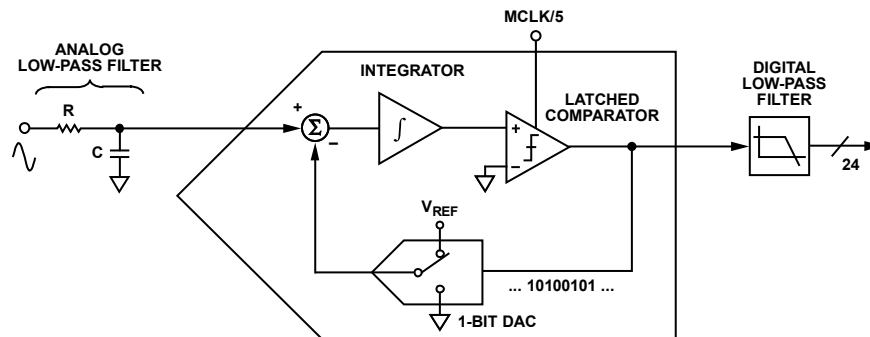 MCLK/5
ANALOG
LOW-PASS FILTER
INTEGRATOR
DIGITAL
LOW-PASS
FILTER
LATCHED
COMPARATOR
R
+
Σ
–
∫
+
–
C
24
VREF
... 10100101 ...
1-BIT DAC